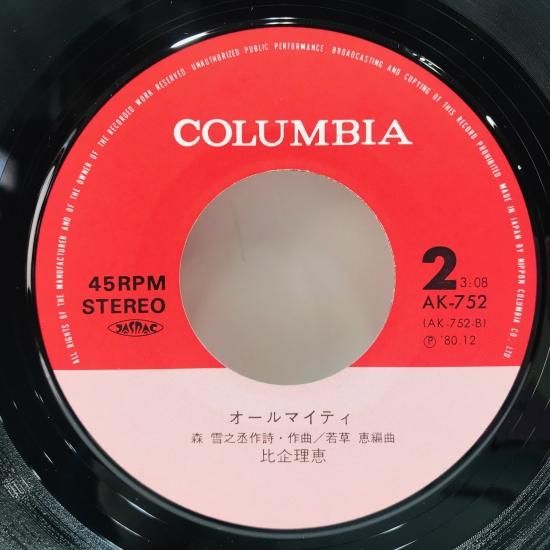 ALL RIGHTS OF THE MANUFACTURER AND OF THE OWNER OF THE RECORDED WORK RESERVED. UNAUTHORIZED PUBLIC PERFORMANCE, BROADCASTING AND COPYING OF THIS RECORD PROHIBITED. MADE IN JAPAN BY NIPPON COLUMBIA CO., LTD
COLUMBIA
45RPM
STEREO
JASRAC
2 3:08
AK-752
(AK-752-B)
Ⓟ '80.12
オールマイティ
森 雪之丞作詩・作曲/若草 恵編曲
比企理恵